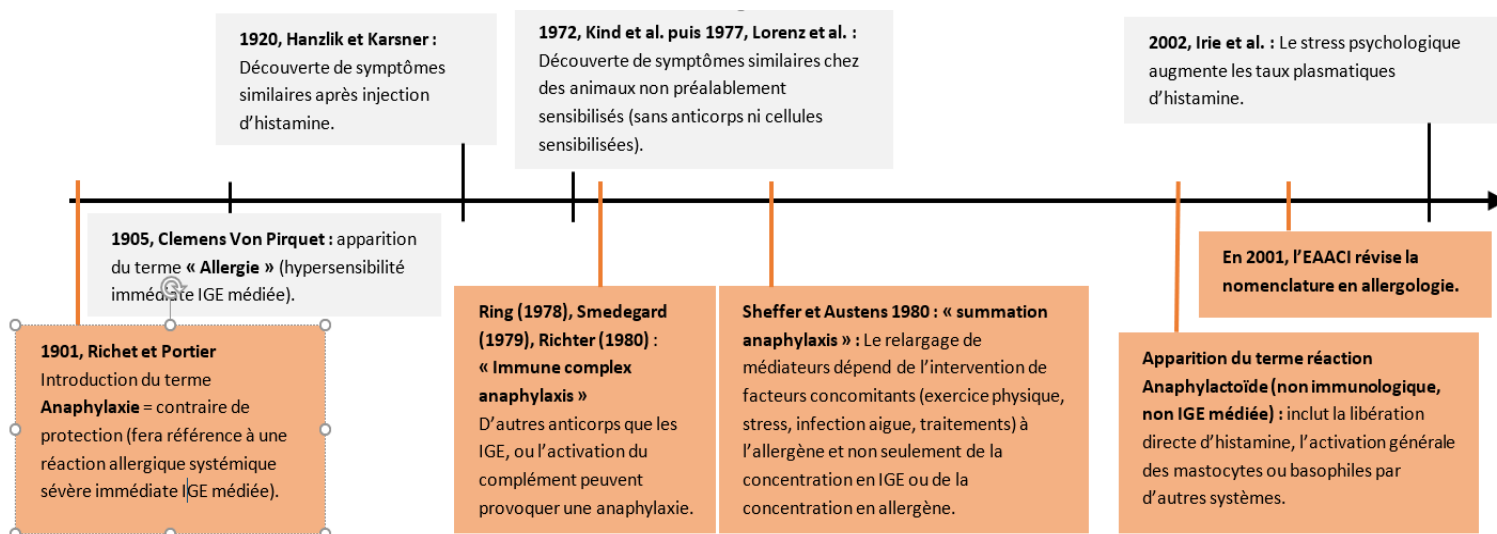 1920, Hanzlik et Karsner :
Découverte de symptômes
similaires après injection
d’histamine.
1972, Kind et al. puis 1977, Lorenz et al. :
Découverte de symptômes similaires chez
des animaux non préalablement
sensibilisés (sans anticorps ni cellules
sensibilisées).
2002, Irie et al. : Le stress psychologique
augmente les taux plasmatiques
d’histamine.
1905, Clemens Von Pirquet : apparition
du terme « Allergie » (hypersensibilité
immédiate IGE médiée).
1901, Richet et Portier
Introduction du terme
Anaphylaxie = contraire de
protection (fera référence à une
réaction allergique systémique
sévère immédiate IGE médiée).
Ring (1978), Smedegard
(1979), Richter (1980) :
« Immune complex
anaphylaxis »
D’autres anticorps que les
IGE, ou l’activation du
complément peuvent
provoquer une anaphylaxie.
Sheffer et Austens 1980 : « summation
anaphylaxis » : Le relargage de
médiateurs dépend de l’intervention de
facteurs concomitants (exercice physique,
stress, infection aigue, traitements) à
l’allergène et non seulement de la
concentration en IGE ou de la
concentration en allergène.
Apparition du terme réaction
Anaphylactoïde (non immunologique,
non IGE médiée) : inclut la libération
directe d’histamine, l’activation générale
des mastocytes ou basophiles par
d’autres systèmes.
En 2001, l’EAACI révise la
nomenclature en allergologie.